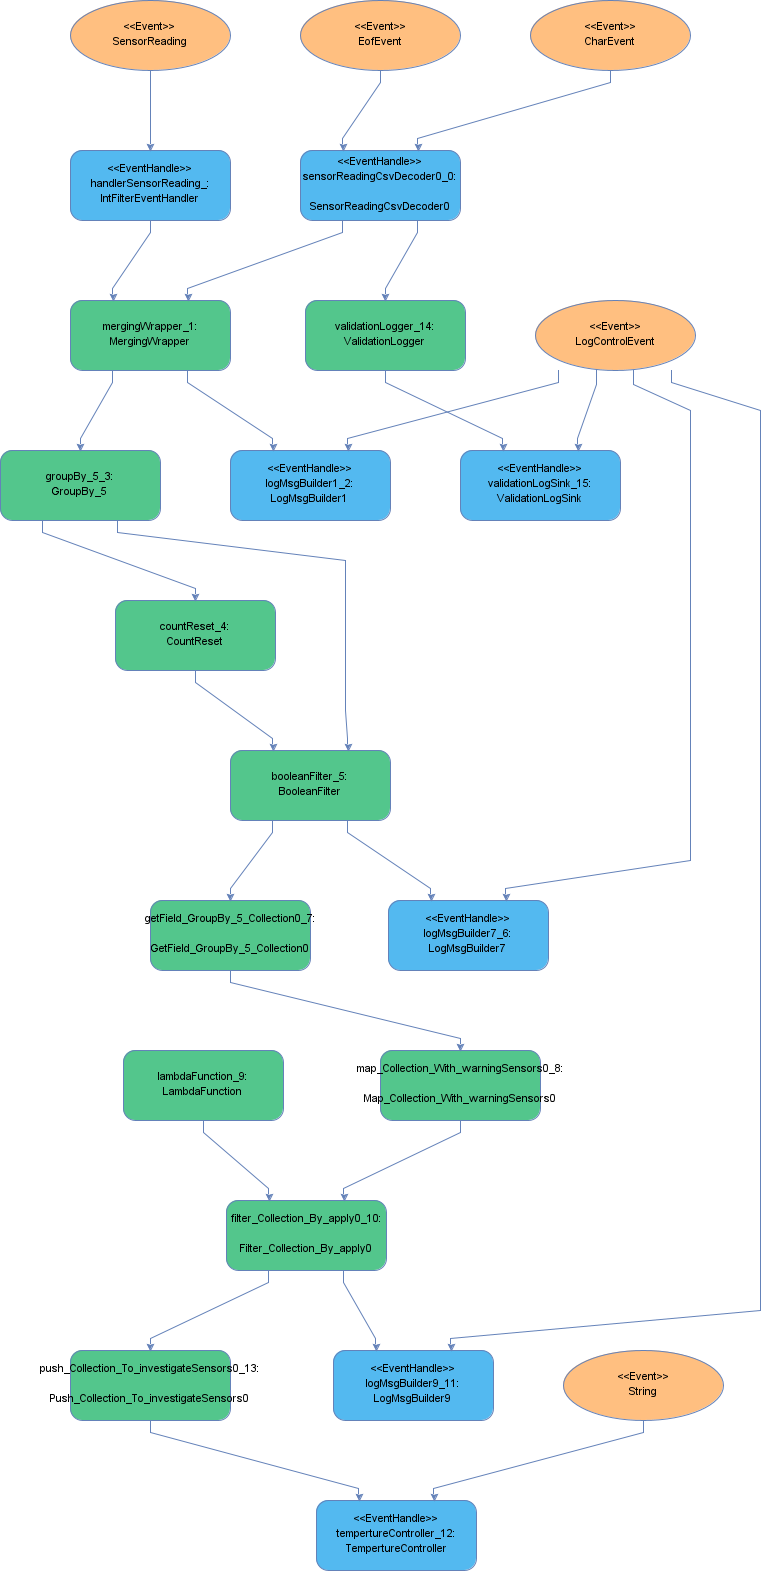 <<Event>>
SensorReading
<<Event>>
EofEvent
<<Event>>
CharEvent
<<EventHandle>>
handlerSensorReading_:
IntFilterEventHandler
<<EventHandle>>
sensorReadingCsvDecoder0_0:
SensorReadingCsvDecoder0
mergingWrapper_1:
MergingWrapper
validationLogger_14:
ValidationLogger
<<Event>>
LogControlEvent
groupBy_5_3:
GroupBy_5
<<EventHandle>>
logMsgBuilder1_2:
LogMsgBuilder1
<<EventHandle>>
validationLogSink_15:
ValidationLogSink
countReset_4:
CountReset
booleanFilter_5:
BooleanFilter
getField_GroupBy_5_Collection0_7:
GetField_GroupBy_5_Collection0
<<EventHandle>>
logMsgBuilder7_6:
LogMsgBuilder7
lambdaFunction_9:
LambdaFunction
map_Collection_With_warningSensors0_8:
Map_Collection_With_warningSensors0
filter_Collection_By_apply0_10:
Filter_Collection_By_apply0
push_Collection_To_investigateSensors0_13:
Push_Collection_To_investigateSensors0
<<EventHandle>>
logMsgBuilder9_11:
LogMsgBuilder9
<<Event>>
String
<<EventHandle>>
tempertureController_12:
TempertureController